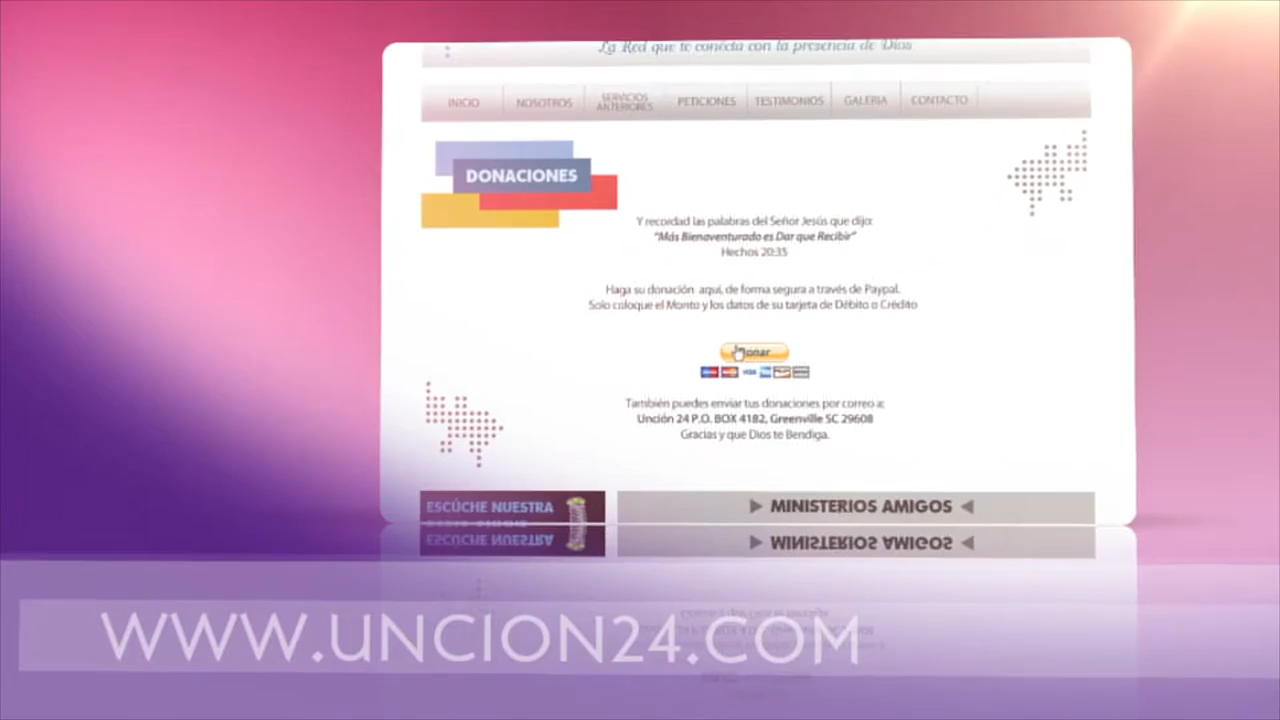 La Red que te conecta con la presencia de Dios
INICIO NOSOTROS SERVICIOS ANTERIORES PETICIONES TESTIMONIOS GALERIA CONTACTO
DONACIONES
Y recordad las palabras del Señor Jesús que dijo:
"Más Bienaventurado es Dar que Recibir"
Hechos 20:35
Haga su donación aquí, de forma segura a través de Paypal.
Solo coloque el Monto y los datos de su tarjeta de Débito o Crédito
VISA
También puedes enviar tus donaciones por correo a:
Unción 24 P.O. BOX 4182, Greenville SC 29608
Gracias y que Dios te Bendiga.
ESCÚCHE NUESTRA
MINISTERIOS AMIGOS
WWW.UNCION24.COM